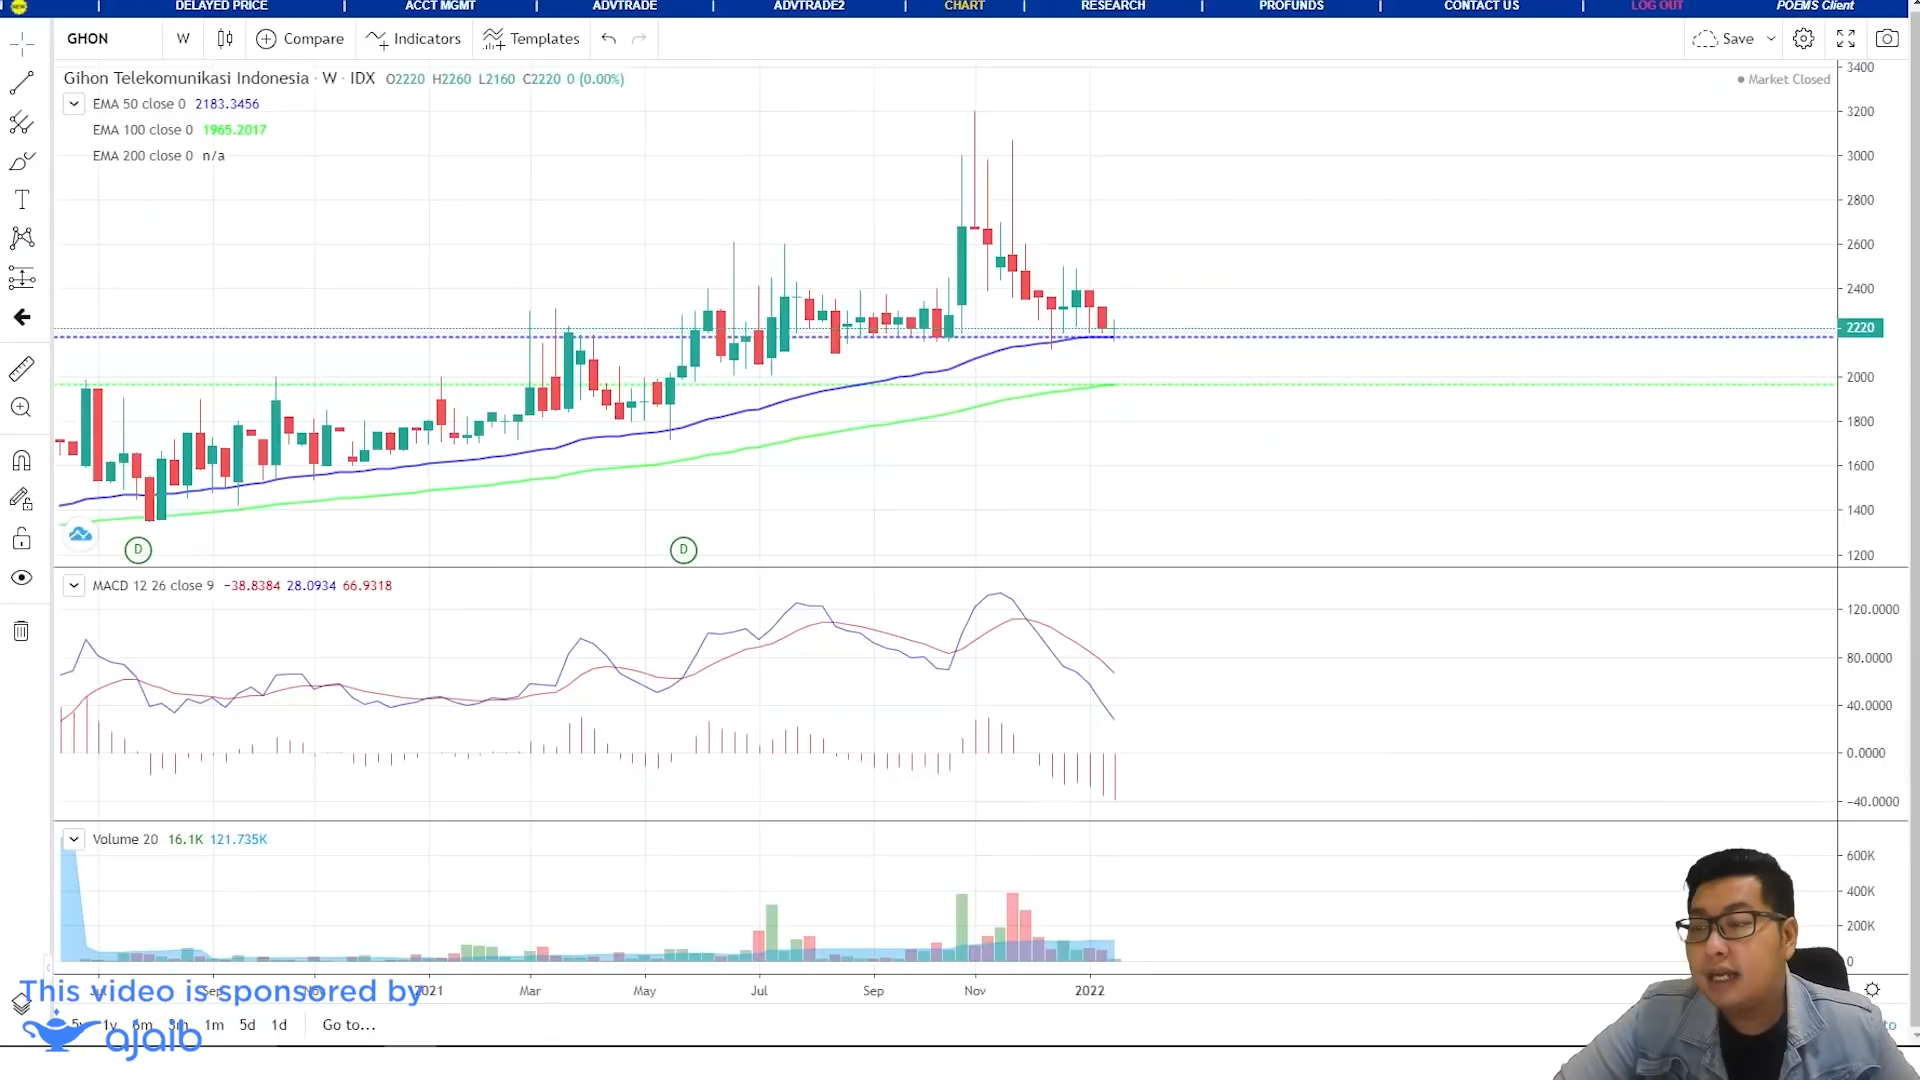 DELAYED PRICE | ACCT MGMT | ADVTRADE | ADVTRADE2 | CHART | RESEARCH | PROFUNDS | CONTACT US | LOG OUT POEMS Client
GHON W Compare Indicators Templates Save
Gihon Telekomunikasi Indonesia · W · IDX O2220 H2260 L2160 C2220 0 (0.00%)
Market Closed
EMA 50 close 0 2183.3456
EMA 100 close 0 1965.2017
EMA 200 close 0 n/a
3400
3200
3000
2800
2600
2400
2220
2000
1800
1600
1400
1200
D D
MACD 12 26 close 9 −38.8384 28.0934 66.9318
120.0000
80.0000
40.0000
0.0000
−40.0000
Volume 20 16.1K 121.735K
600K
400K
200K
0
Sep 2021 Mar May Jul Sep Nov 2022
This video is sponsored by
1y 6m 3m 1m 5d 1d Go to...
ajaib